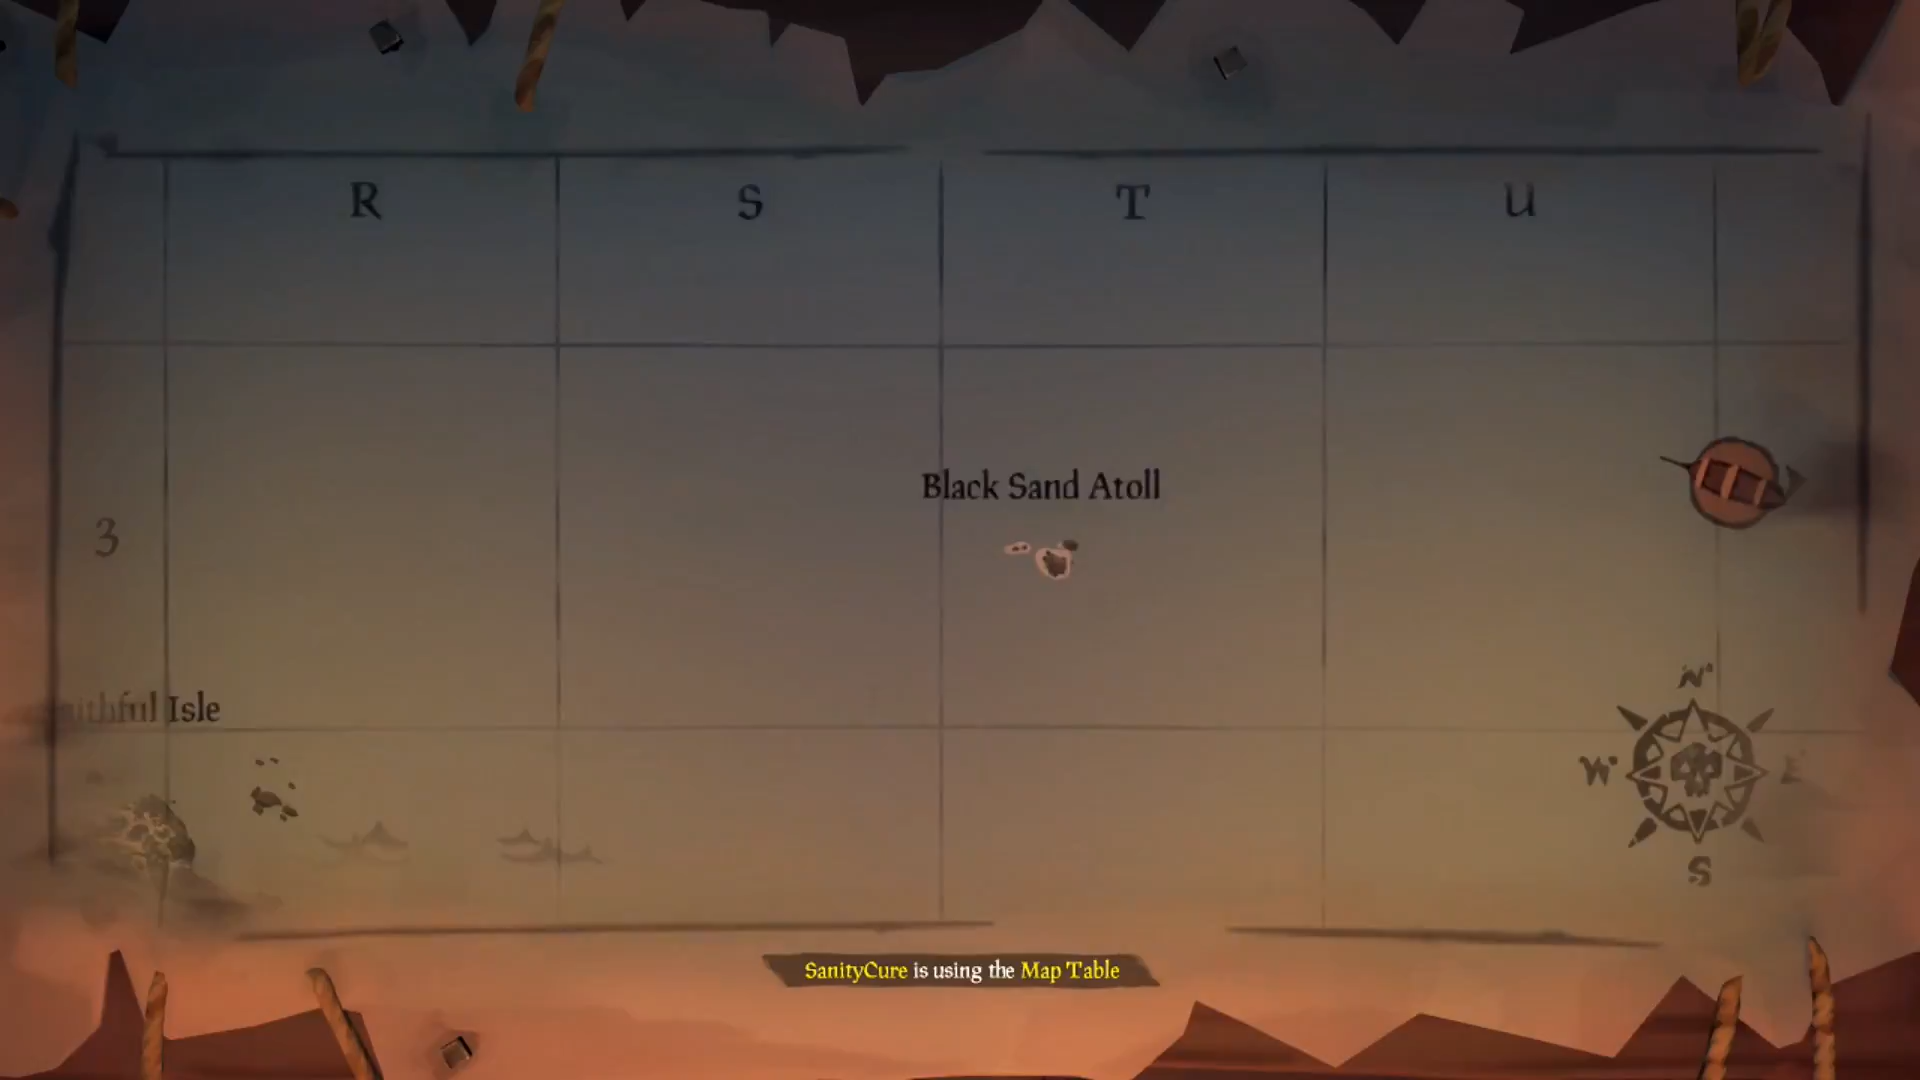 R S T U
Black Sand Atoll
3
Isle
N
W E
S
SanityCure is using the Map Table